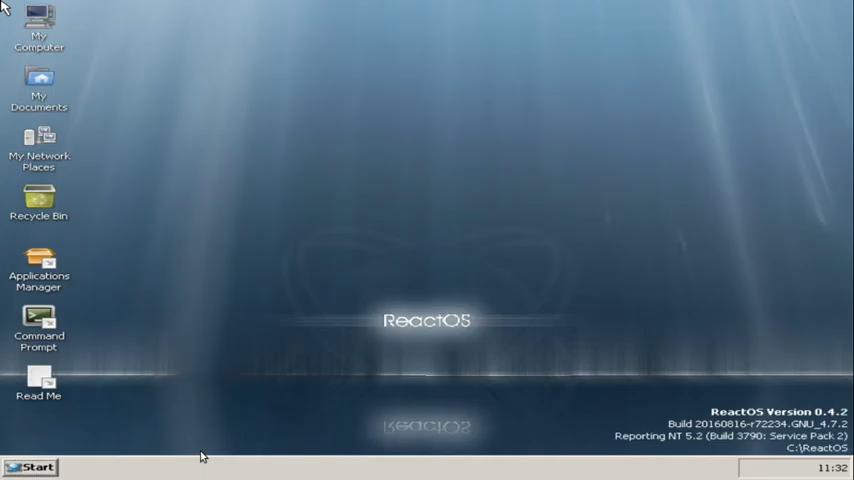 My
Computer
My
Documents
My Network
Places
Recycle Bin
Applications
Manager
Command
Prompt
Read Me
ReactOS
ReactOS Version 0.4.2
Build 20160816-r72234.GNU_4.7.2
Reporting NT 5.2 (Build 3790: Service Pack 2)
C:\ReactOS
Start
11:32